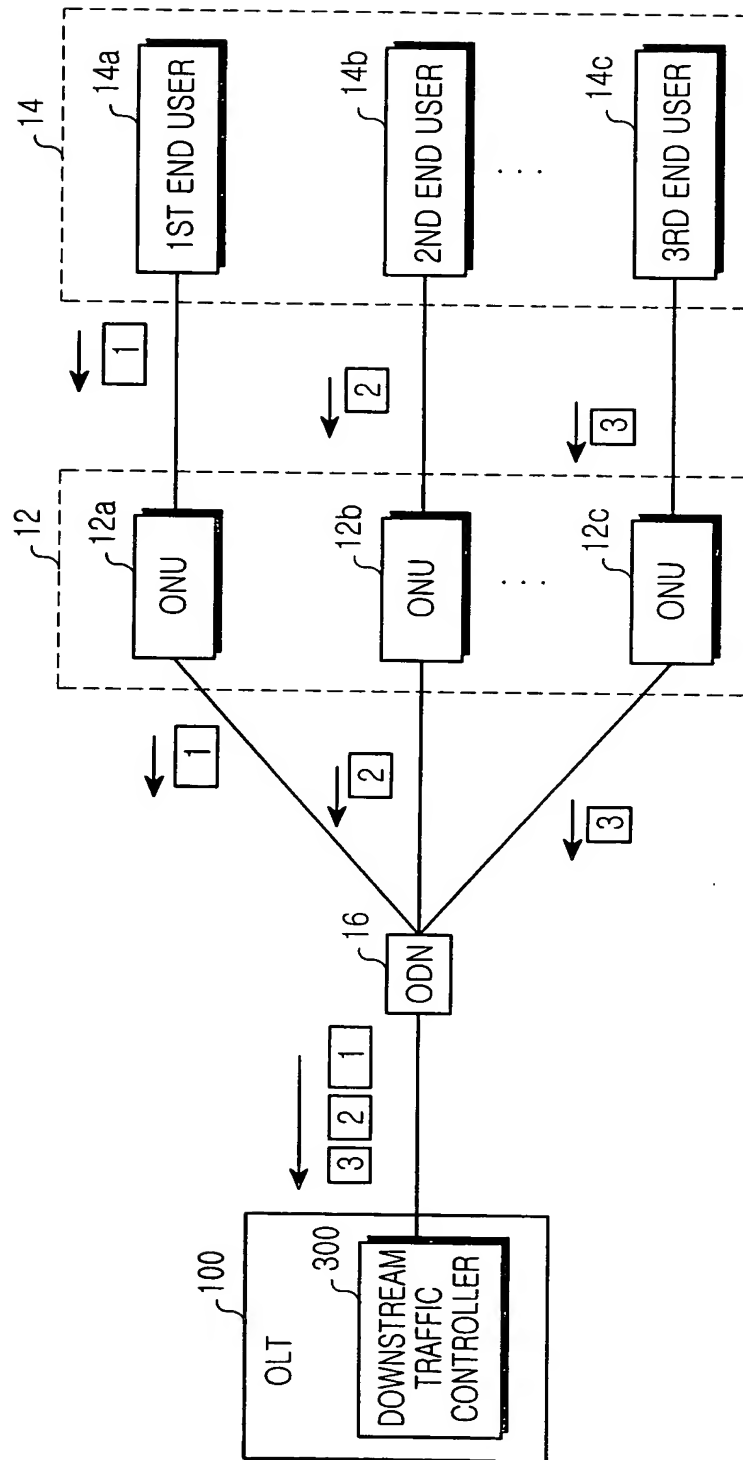 100
OLT
300
DOWNSTREAM
TRAFFIC
CONTROLLER
3 2 1
16
ODN
1
2
3
12
12a
ONU
12b
ONU
. . .
12c
ONU
1
2
3
14
14a
1ST END USER
14b
2ND END USER
. . .
14c
3RD END USER